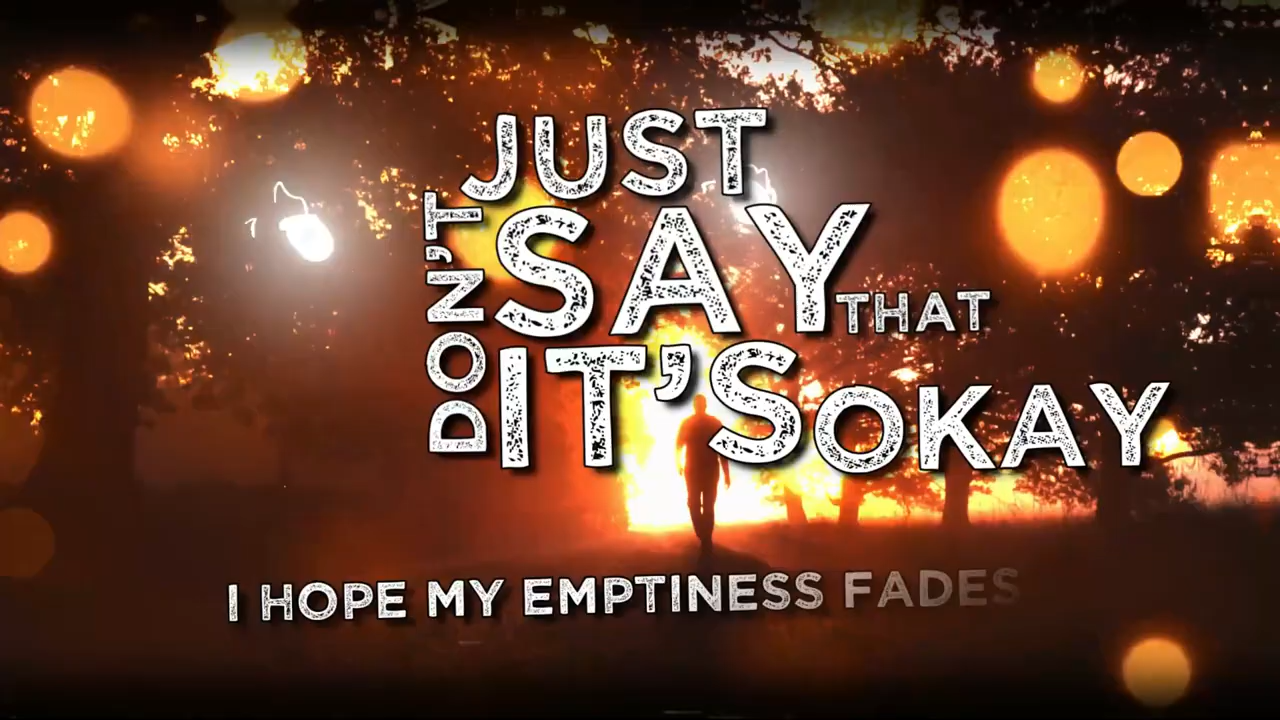 DON'T
JUST
SAY THAT
IT'S OKAY
I HOPE MY EMPTINESS FADES